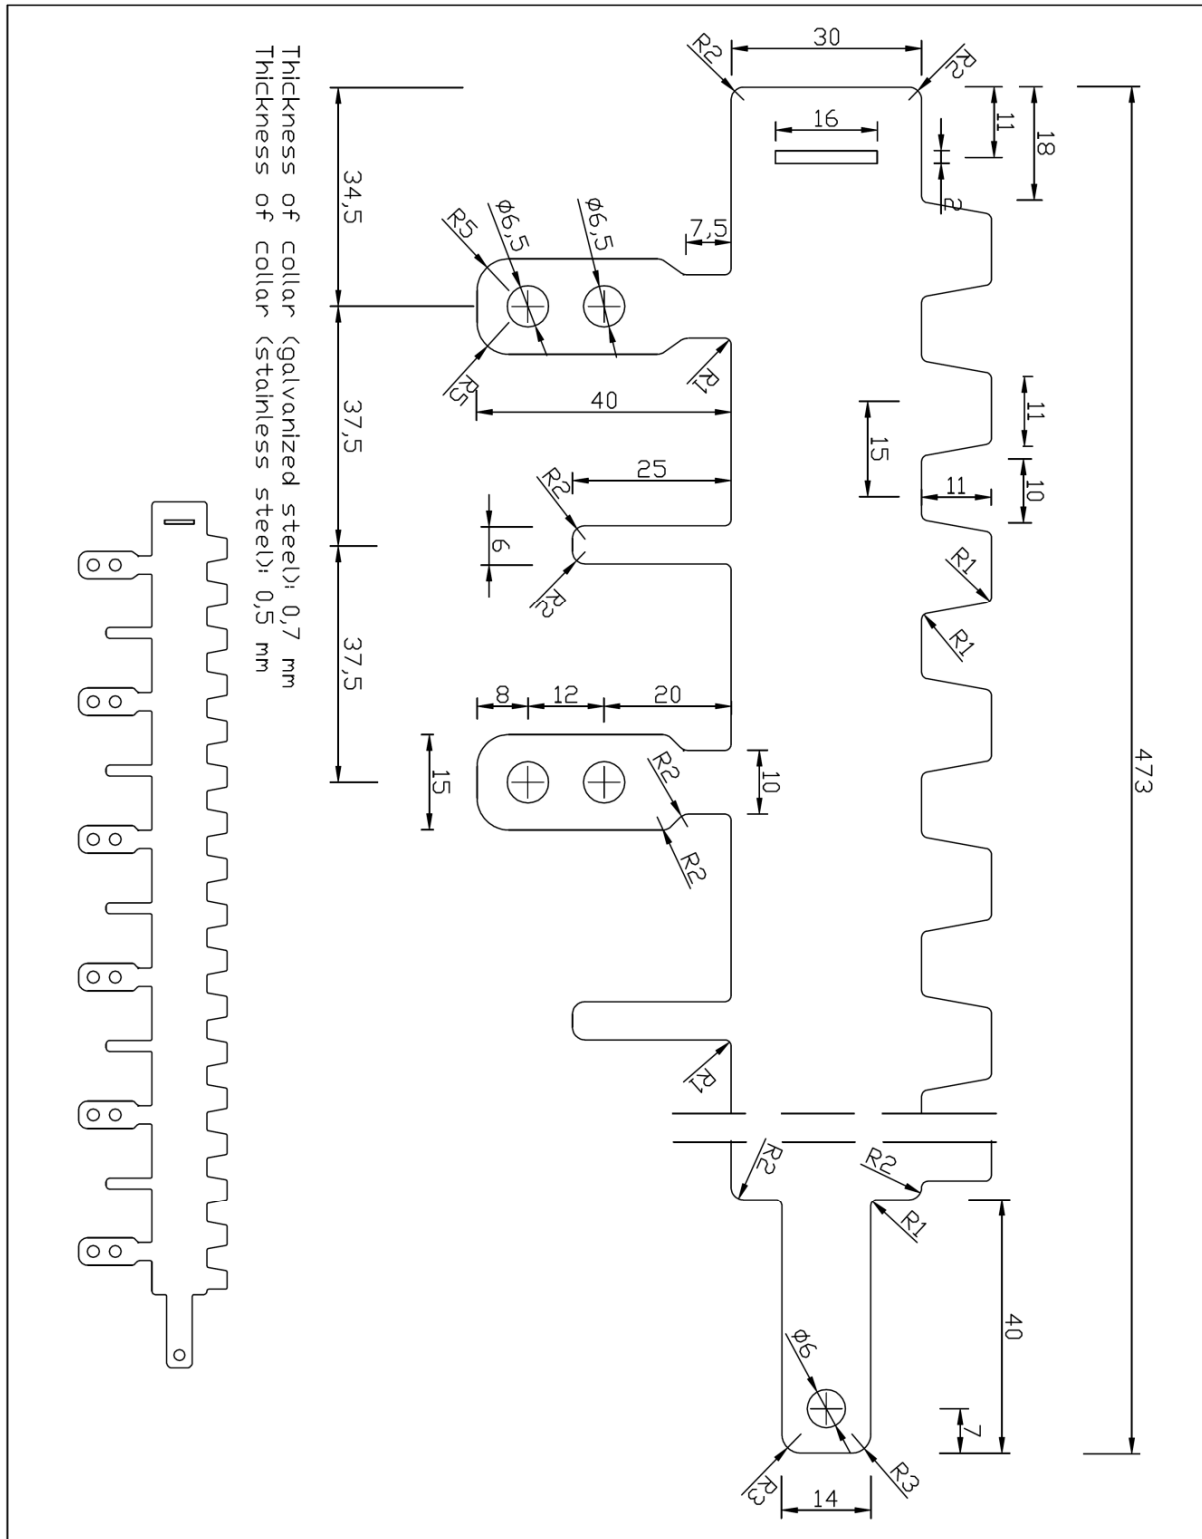 30
R2
R2
11
18
16
2
34,5
7,5
R5
Ø6,5
Ø6,5
R5
R1
40
37,5
11
15
10
11
25
R2
6
R2
R1
R1
37,5
8
12
20
15
10
R2
R2
473
R1
R2
R2
R1
40
Ø6
7
R3
R3
14
Thickness of collar (galvanized steel): 0,7 mm
Thickness of collar (stainless steel): 0,5 mm